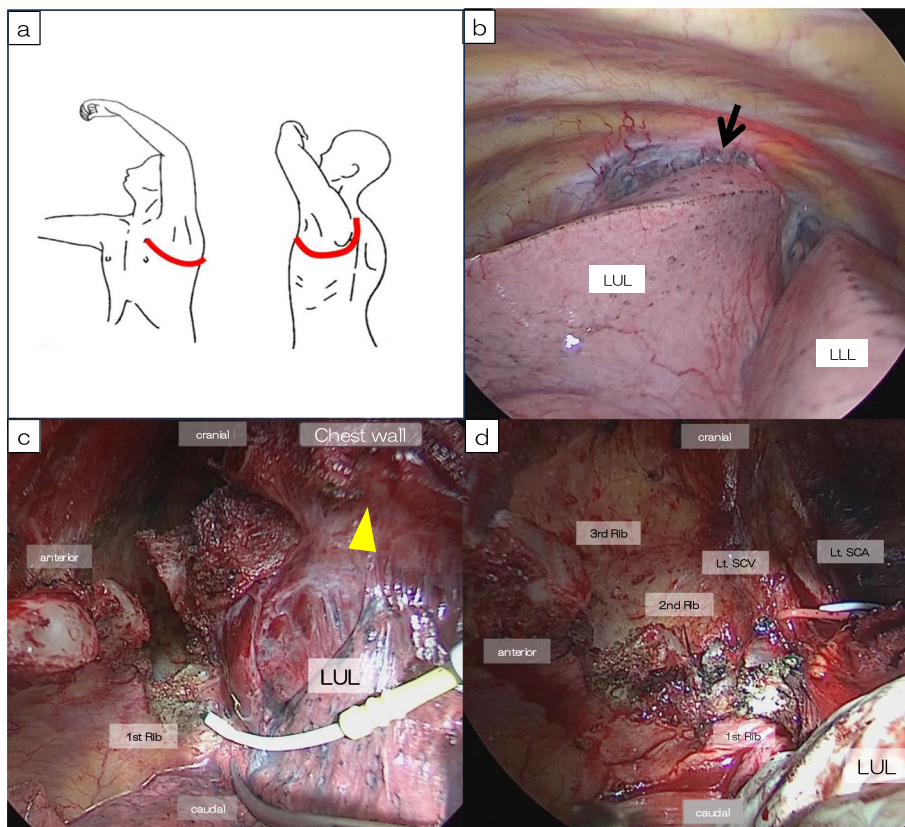 a
b
LUL
LLL
c
cranial
Chest wall
anterior
LUL
1st Rib
caudal
d
cranial
3rd Rib
Lt. SCV
Lt. SCA
2nd Rib
anterior
1st Rib
LUL
caudal